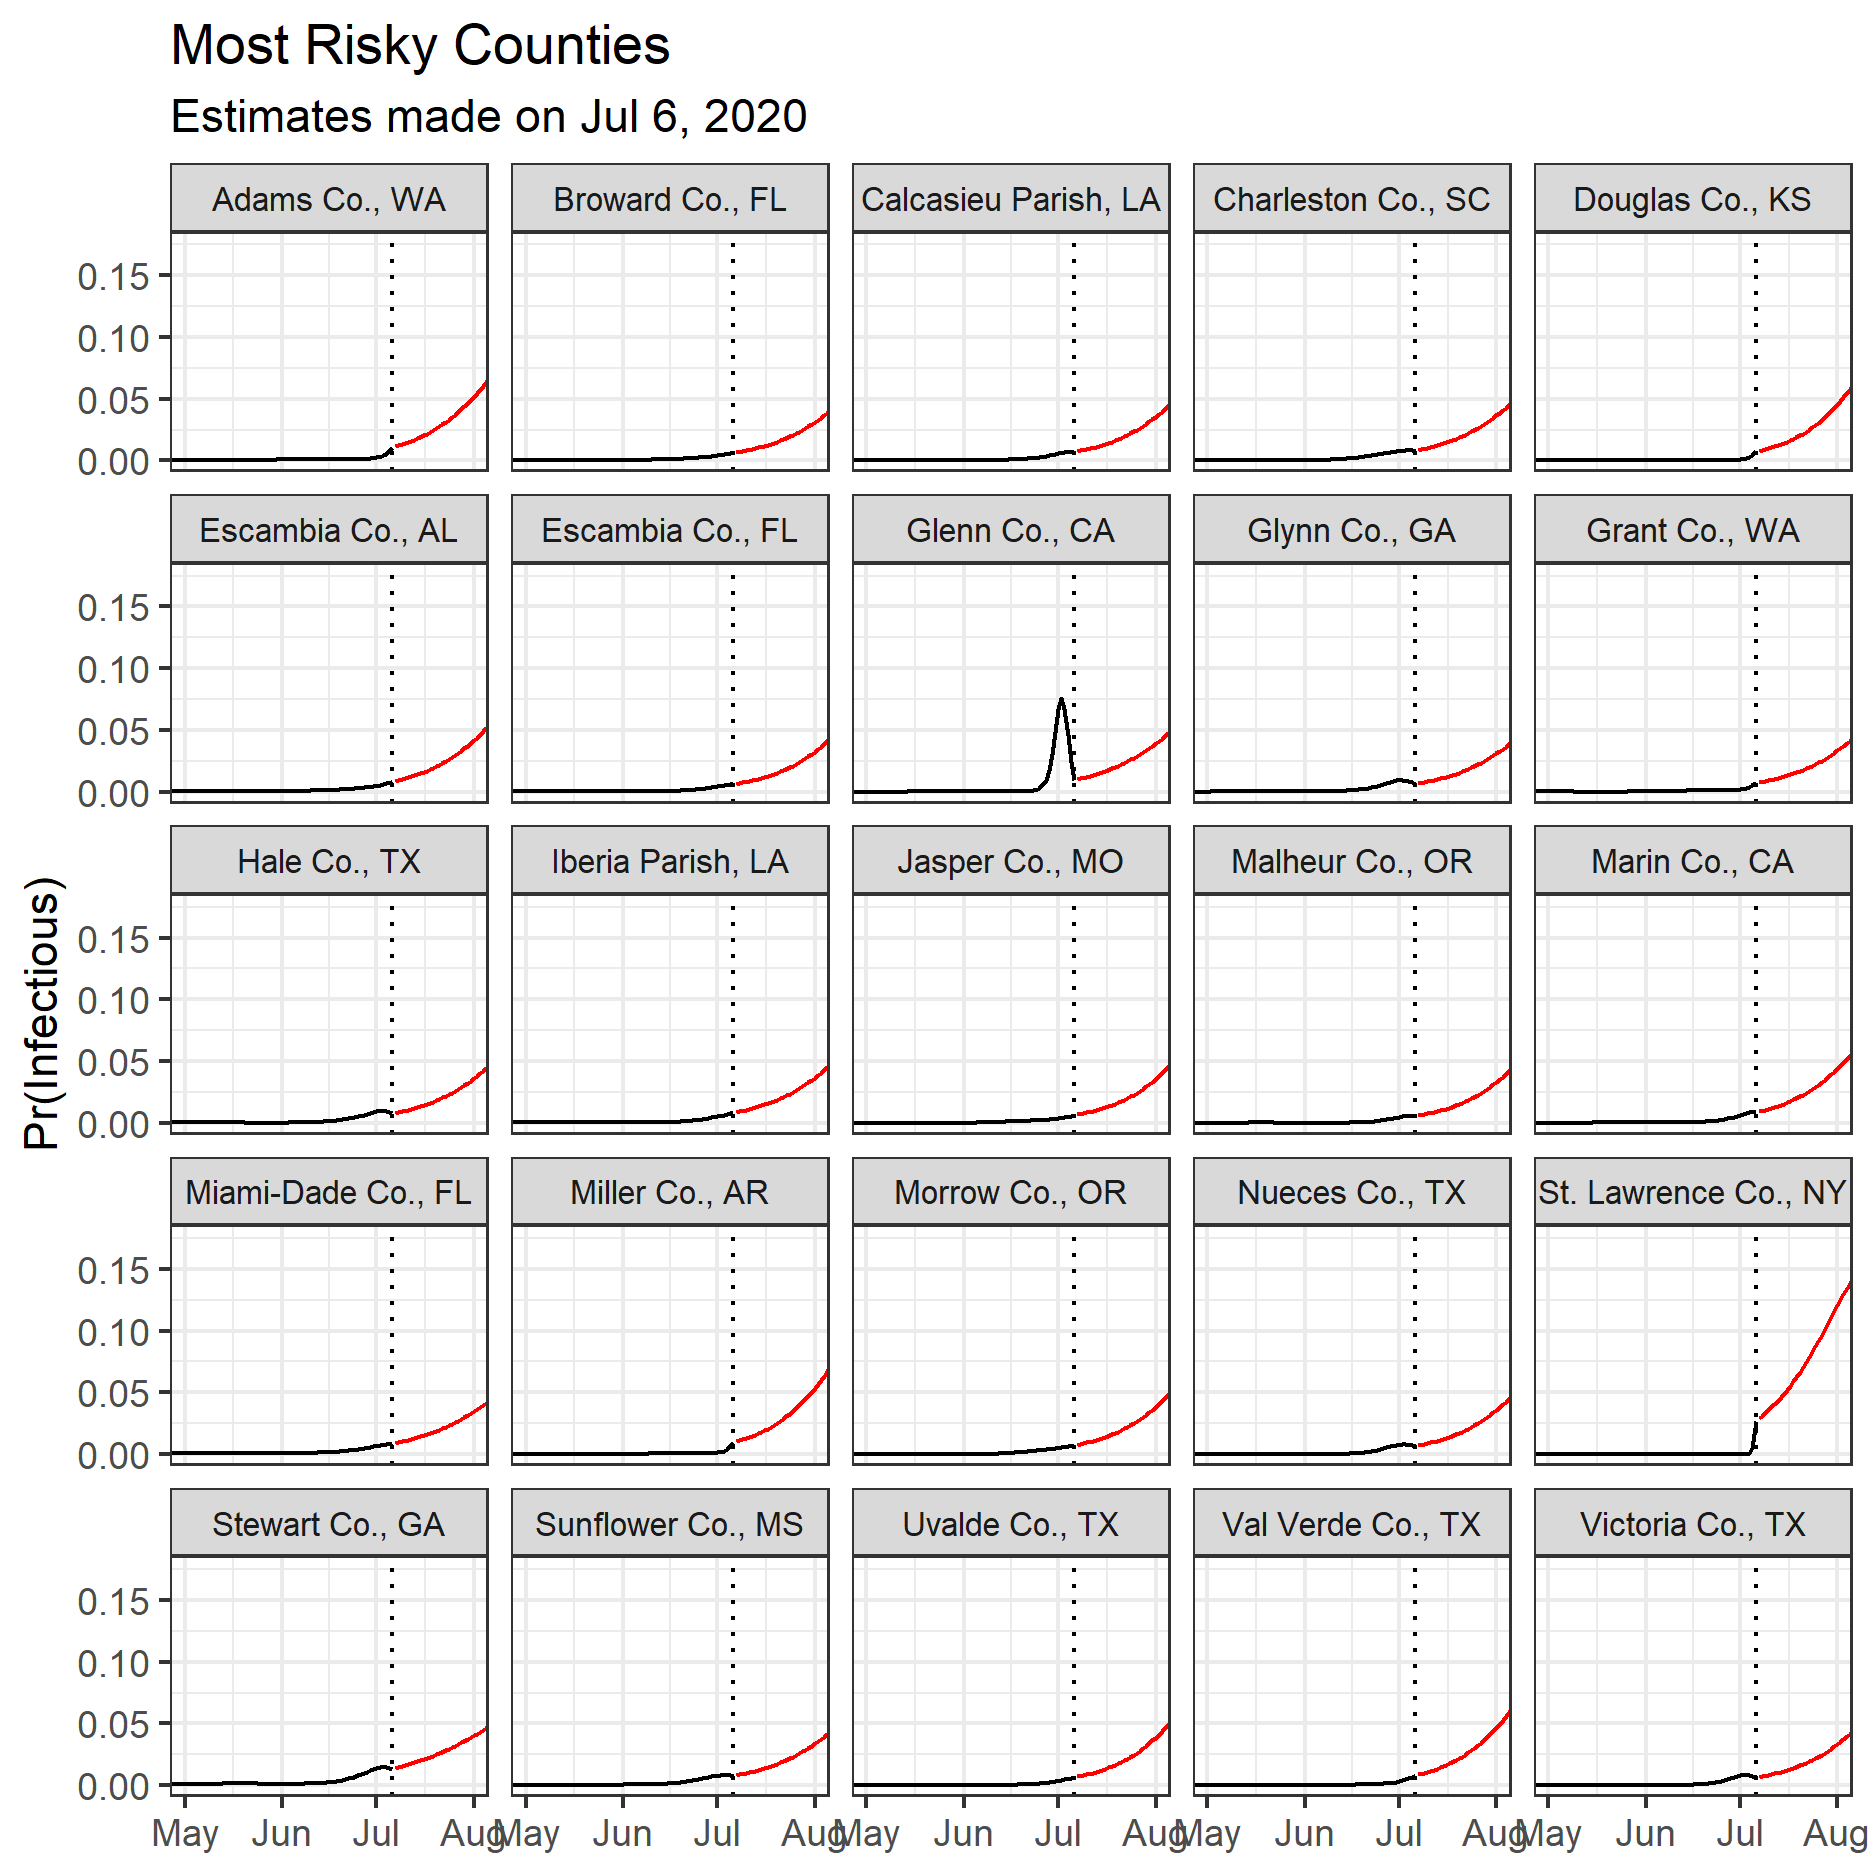 Most Risky Counties
Estimates made on Jul 6, 2020
Adams Co., WA
Broward Co., FL
Calcasieu Parish, LA
Charleston Co., SC
Douglas Co., KS
0.15
0.10
0.05
0.00
Escambia Co., AL
Escambia Co., FL
Glenn Co., CA
Glynn Co., GA
Grant Co., WA
0.15
0.10
0.05
0.00
Pr(Infectious)
Hale Co., TX
Iberia Parish, LA
Jasper Co., MO
Malheur Co., OR
Marin Co., CA
0.15
0.10
0.05
0.00
Miami-Dade Co., FL
Miller Co., AR
Morrow Co., OR
Nueces Co., TX
St. Lawrence Co., NY
0.15
0.10
0.05
0.00
Stewart Co., GA
Sunflower Co., MS
Uvalde Co., TX
Val Verde Co., TX
Victoria Co., TX
0.15
0.10
0.05
0.00
May Jun Jul Aug May Jun Jul Aug May Jun Jul Aug May Jun Jul Aug May Jun Jul Aug